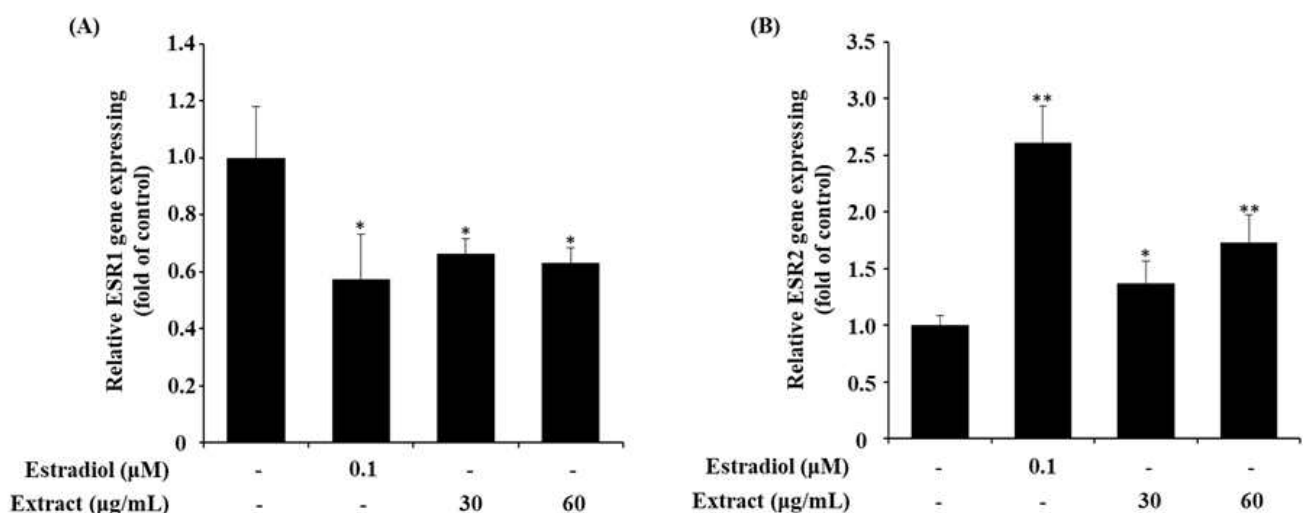 (A)
Relative ESR1 gene expressing
(fold of control)
1.4
1.2
1.0
0.8
0.6
0.4
0.2
0
*
*
*
Estradiol (µM) - 0.1 - -
Extract (µg/mL) - - 30 60
(B)
Relative ESR2 gene expressing
(fold of control)
3.5
3.0
2.5
2.0
1.5
1.0
0.5
0
**
*
**
Estradiol (µM) - 0.1 - -
Extract (µg/mL) - - 30 60